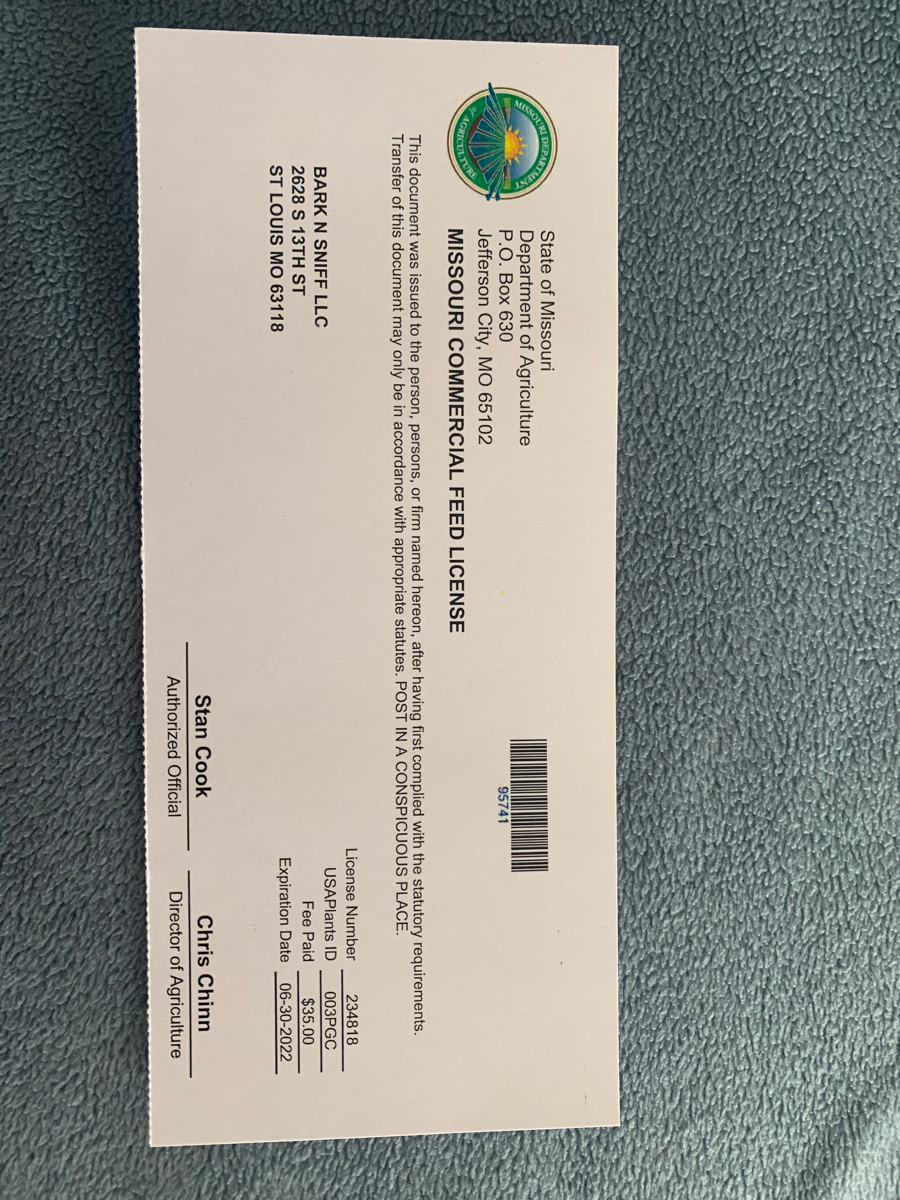 MISSOURI DEPARTMENT
of AGRICULTURE
State of Missouri
Department of Agriculture
P.O. Box 630
Jefferson City, MO 65102
95741
MISSOURI COMMERCIAL FEED LICENSE
This document was issued to the person, persons, or firm named hereon, after having first complied with the statutory requirements.
Transfer of this document may only be in accordance with appropriate statutes. POST IN A CONSPICUOUS PLACE.
BARK N SNIFF LLC
2628 S 13TH ST
ST LOUIS MO 63118
License Number 234818
USAPlants ID 003PGC
Fee Paid $35.00
Expiration Date 06-30-2022
Stan Cook
Authorized Official
Chris Chinn
Director of Agriculture